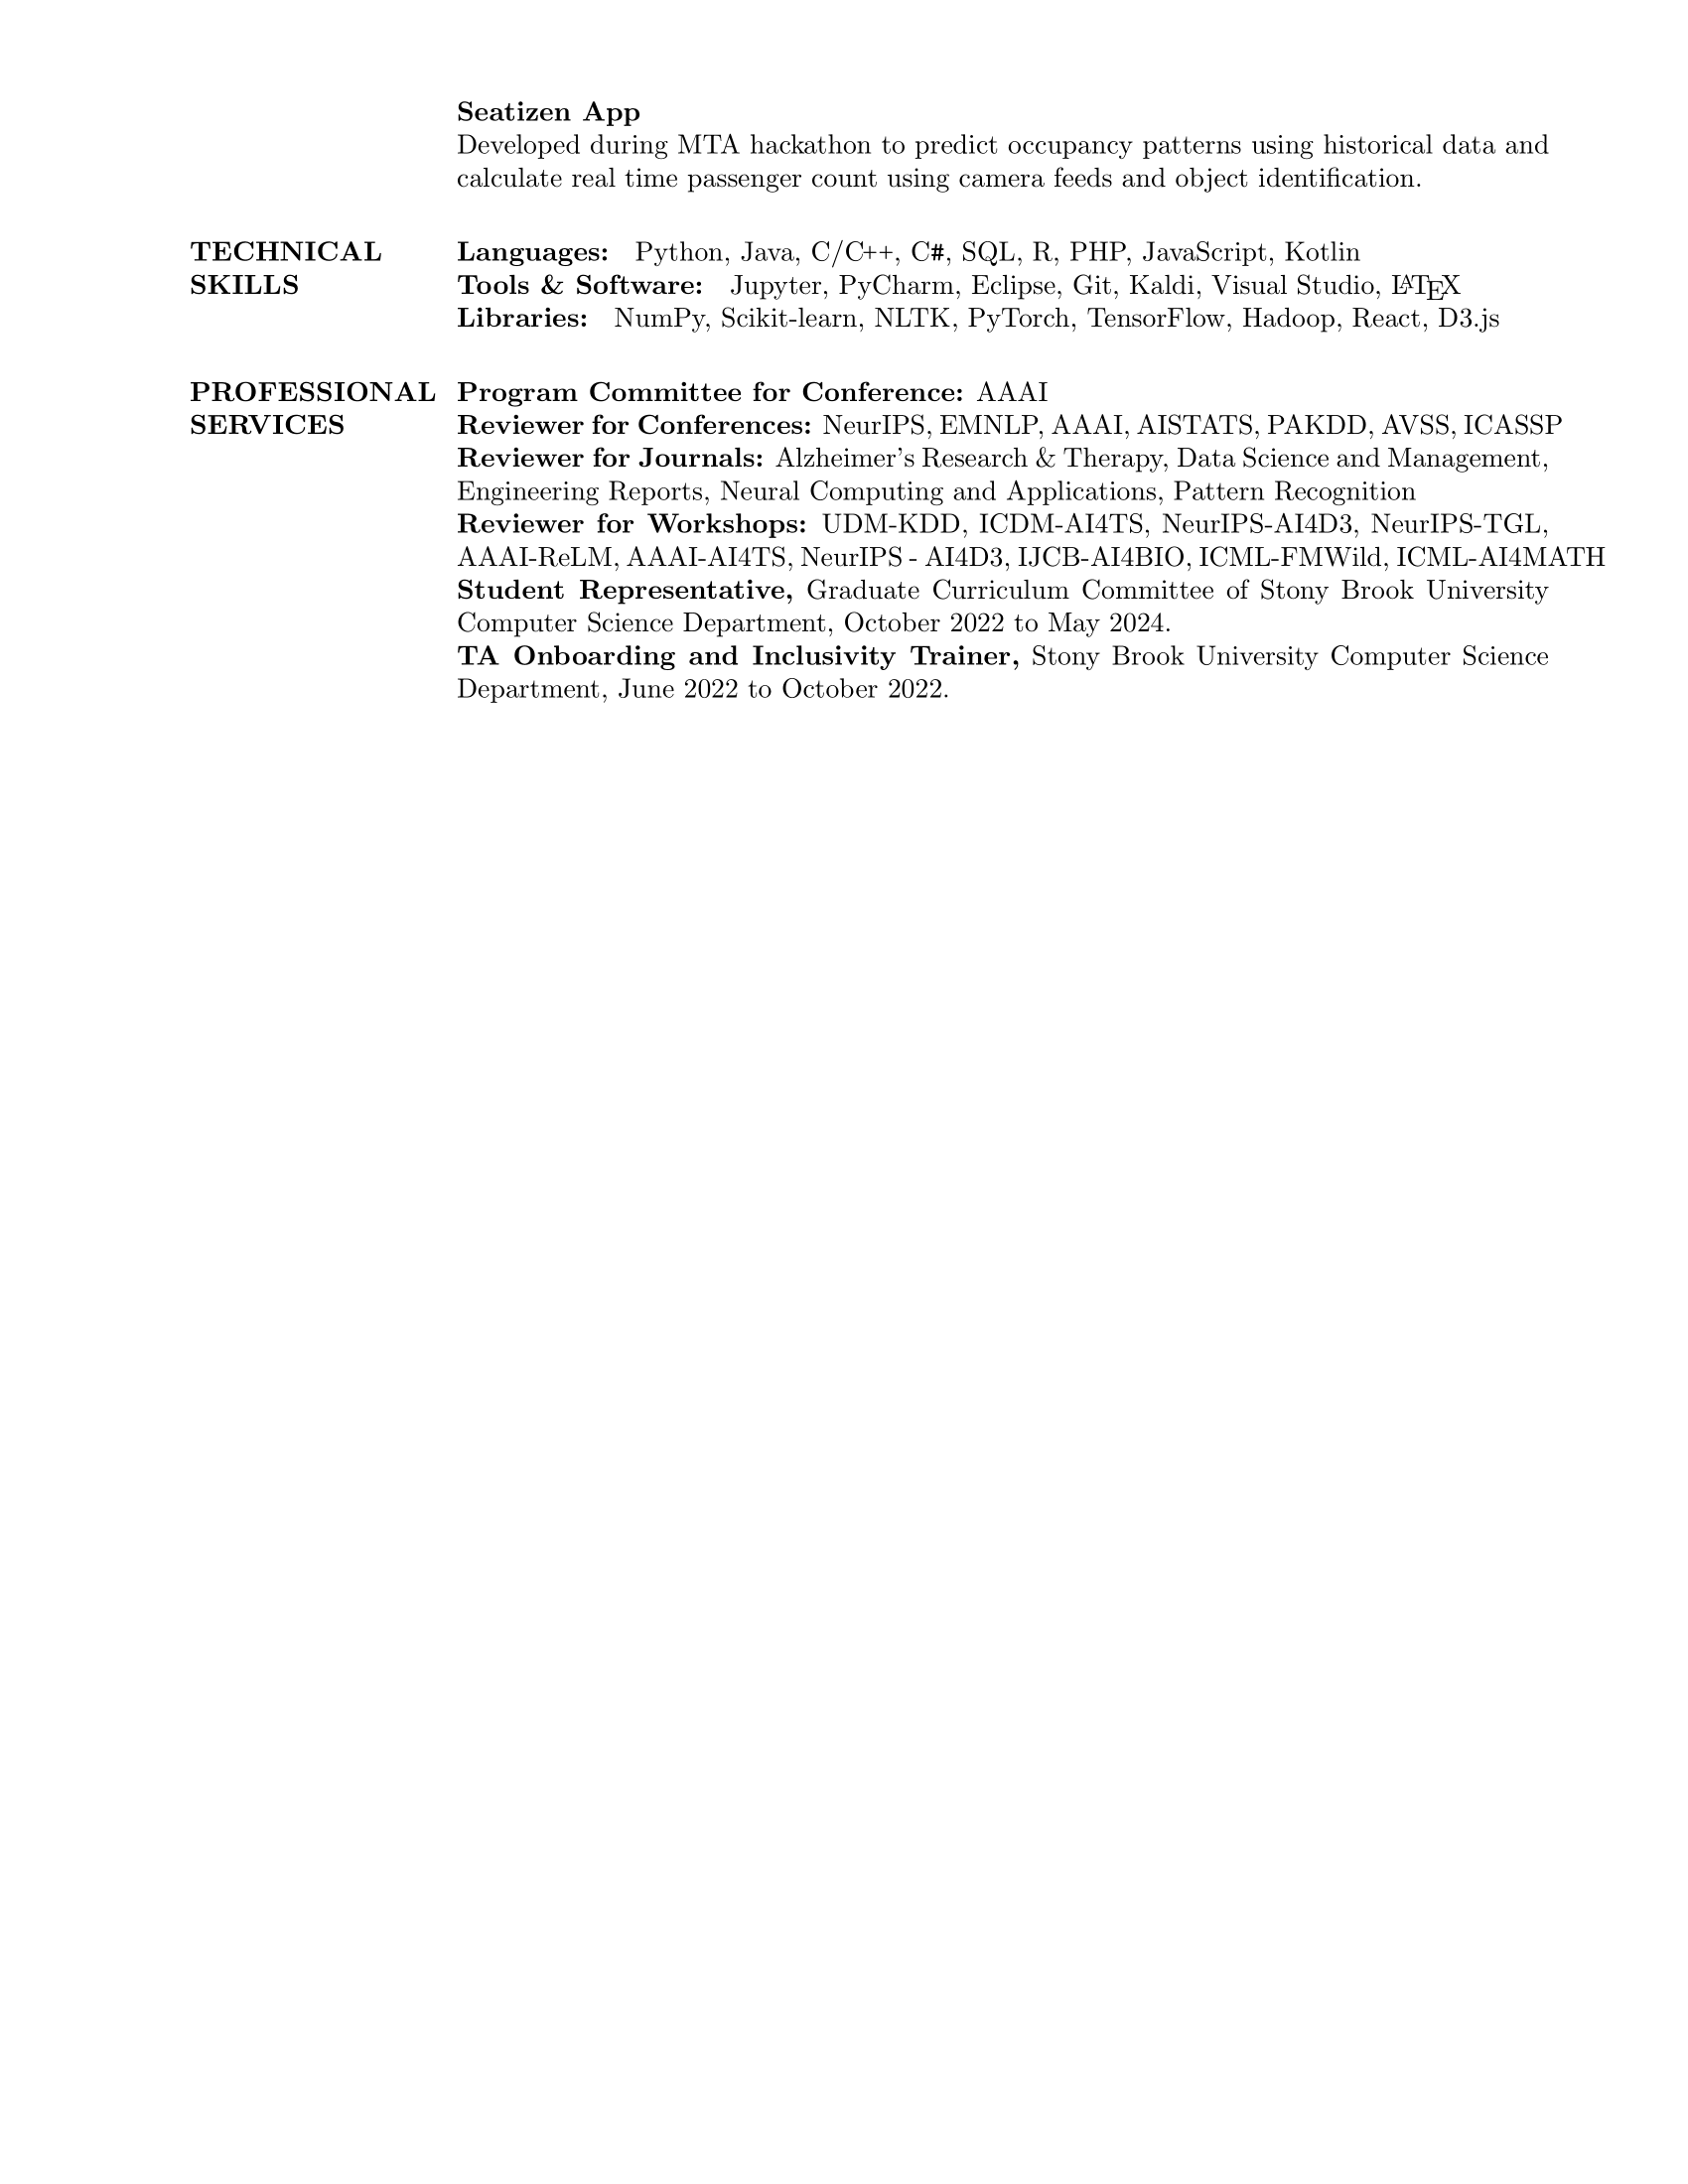 Seatizen App
Developed during MTA hackathon to predict occupancy patterns using historical data and
calculate real time passenger count using camera feeds and object identification.
TECHNICAL SKILLS
Languages: Python, Java, C/C++, C#, SQL, R, PHP, JavaScript, Kotlin
Tools & Software: Jupyter, PyCharm, Eclipse, Git, Kaldi, Visual Studio, LATEX
Libraries: NumPy, Scikit-learn, NLTK, PyTorch, TensorFlow, Hadoop, React, D3.js
PROFESSIONAL SERVICES
Program Committee for Conference: AAAI
Reviewer for Conferences: NeurIPS, EMNLP, AAAI, AISTATS, PAKDD, AVSS, ICASSP
Reviewer for Journals: Alzheimer's Research & Therapy, Data Science and Management,
Engineering Reports, Neural Computing and Applications, Pattern Recognition
Reviewer for Workshops: UDM-KDD, ICDM-AI4TS, NeurIPS-AI4D3, NeurIPS-TGL,
AAAI-ReLM, AAAI-AI4TS, NeurIPS - AI4D3, IJCB-AI4BIO, ICML-FMWild, ICML-AI4MATH
Student Representative, Graduate Curriculum Committee of Stony Brook University
Computer Science Department, October 2022 to May 2024.
TA Onboarding and Inclusivity Trainer, Stony Brook University Computer Science
Department, June 2022 to October 2022.